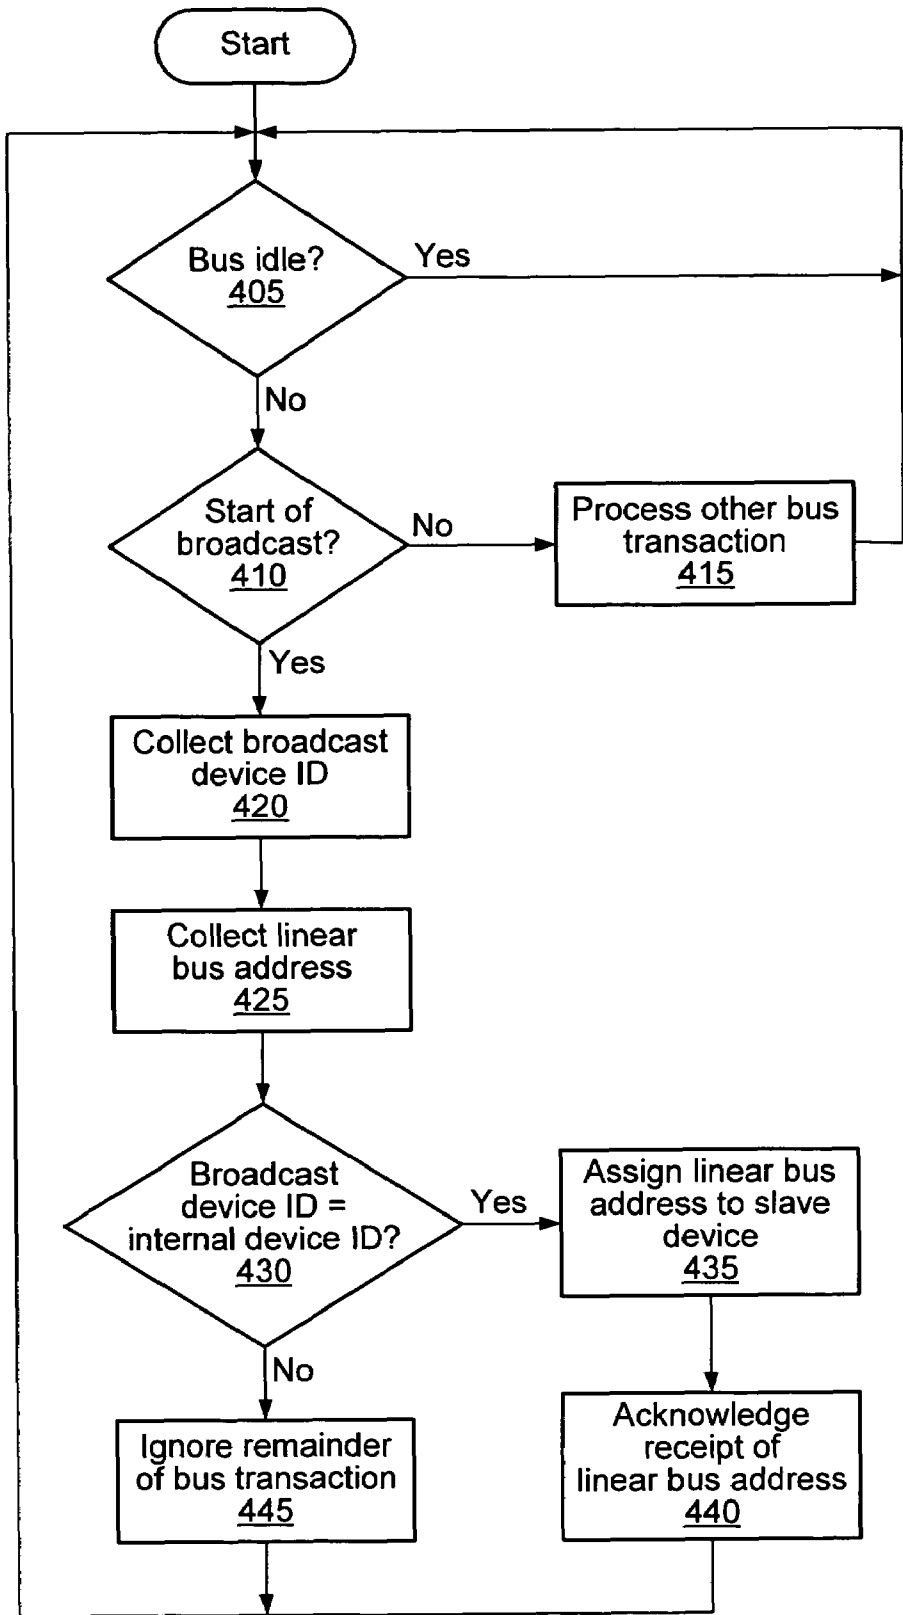 Start
Bus idle?
405
Yes
No
Start of
broadcast?
410
No
Process other bus
transaction
415
Yes
Collect broadcast
device ID
420
Collect linear
bus address
425
Broadcast
device ID =
internal device ID?
430
Yes
Assign linear bus
address to slave
device
435
No
Ignore remainder
of bus transaction
445
Acknowledge
receipt of
linear bus address
440